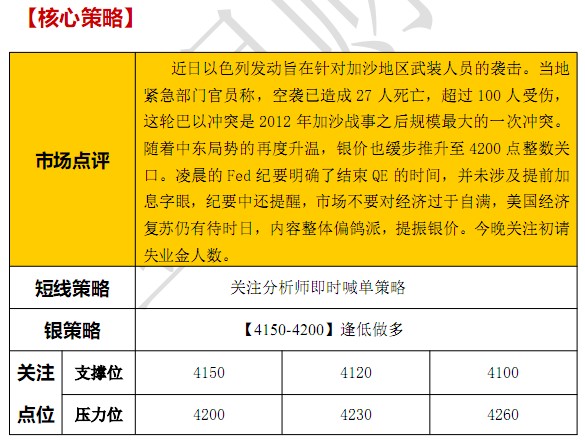 【核心策略】
市场点评
近日以色列发动旨在针对加沙地区武装人员的袭击。当地
紧急部门官员称，空袭已造成 27 人死亡，超过 100 人受伤，
这轮巴以冲突是 2012 年加沙战事之后规模最大的一次冲突。
随着中东局势的再度升温，银价也缓步推升至 4200 点整数关
口。凌晨的 Fed 纪要明确了结束 QE 的时间，并未涉及提前加
息字眼，纪要中还提醒，市场不要对经济过于自满，美国经济
复苏仍有待时日，内容整体偏鸽派，提振银价。今晚关注初请
失业金人数。
短线策略 关注分析师即时喊单策略
银策略 【4150-4200】逢低做多
关注 支撑位 4150 4120 4100
点位 压力位 4200 4230 4260